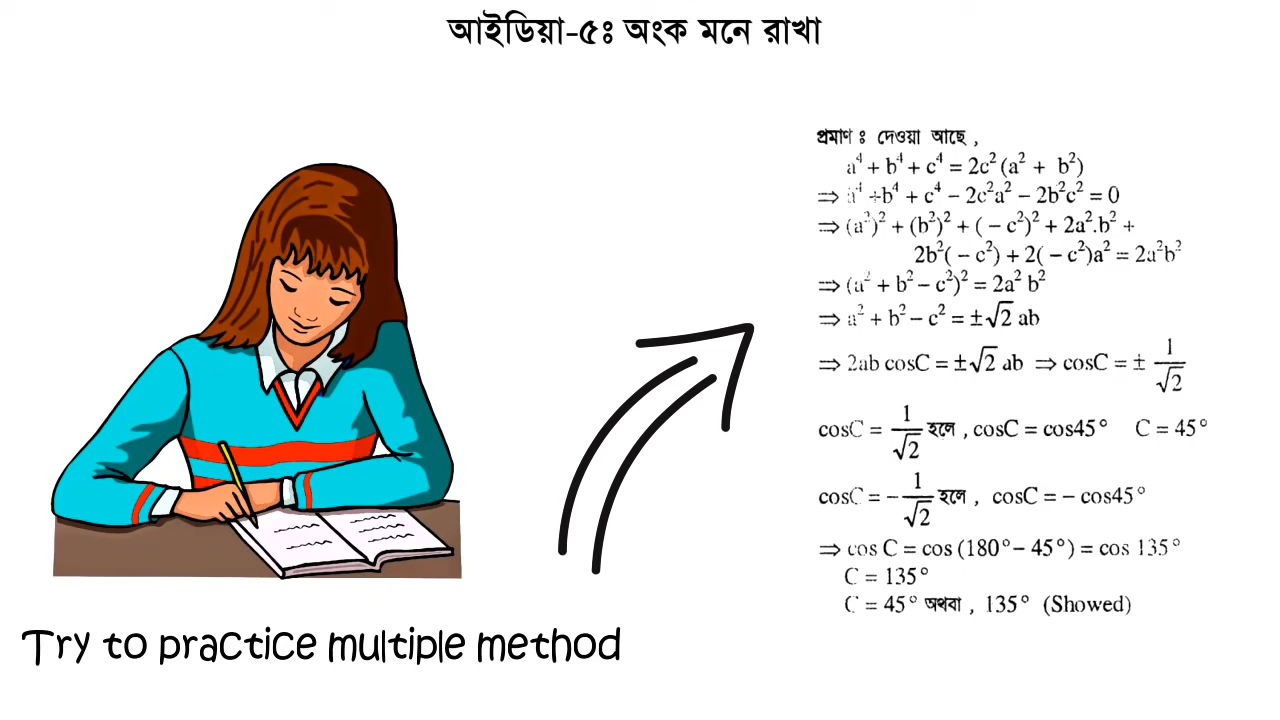 আইডিয়া-৫ঃ অংক মনে রাখা
প্রমাণ ঃ দেওয়া আছে ,
a⁴ + b⁴ + c⁴ = 2c² (a² + b²)
⇒ a⁴ + b⁴ + c⁴ − 2c²a² − 2b²c² = 0
⇒ (a²)² + (b²)² + ( − c²)² + 2a².b² +
2b²( − c²) + 2( − c²)a² = 2a²b²
⇒ (a² + b² − c²)² = 2a² b²
⇒ a² + b² − c² = ±√2 ab
⇒ 2ab cosC = ±√2 ab ⇒ cosC = ± 1/√2
cosC = 1/√2 হলে , cosC = cos45° C = 45°
cosC = − 1/√2 হলে, cosC = − cos45°
⇒ cos C = cos (180° − 45°) = cos 135°
C = 135°
C = 45° অথবা , 135° (Showed)
Try to practice multiple method